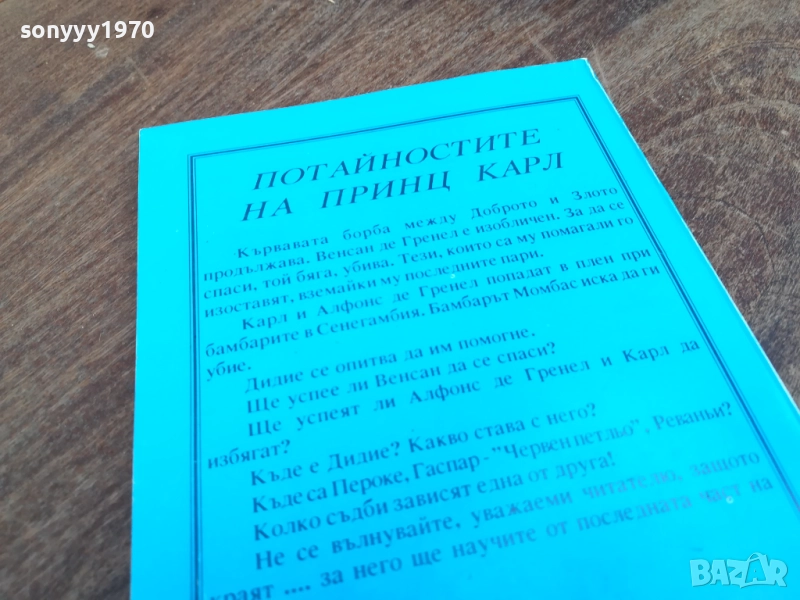 sonyyy1970
ПОТАЙНОСТИТЕ
НА ПРИНЦ КАРЛ
Кървавата борба между Доброто и Злото
продължава. Венсан де Гренел е изобличен. За да се
спаси, той бяга, убива. Тези, които са му помагали го
изоставят, вземайки му последните пари.
Карл и Алфонс де Гренел попадат в плен при
бамбарите в Сенегамбия. Бамбарът Момбас иска да ги
убие.
Дидие се опитва да им помогне.
Ще успее ли Венсан да се спаси?
Ще успеят ли Алфонс де Гренел и Карл да
избягат?
Къде е Дидие? Какво става с него?
Къде са Пероке, Гаспар - "Червен петльо", Реваньи?
Колко съдби зависят една от друга!
Не се вълнувайте, уважаеми читателю, защото
краят .... за него ще научите от последната част на
BAZAR